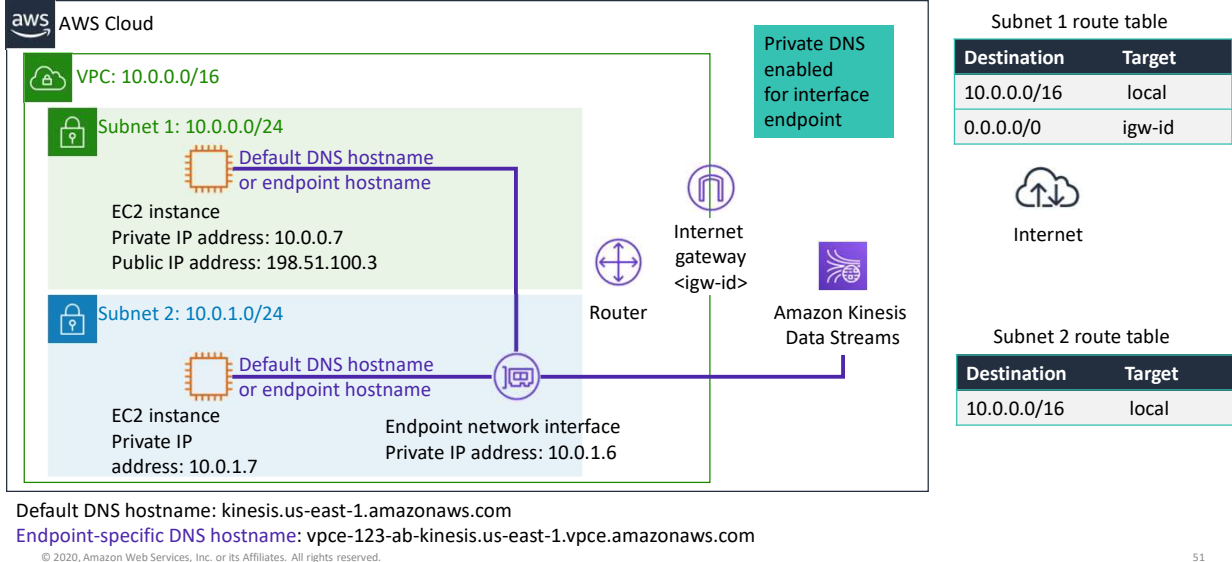 aws
AWS Cloud
VPC: 10.0.0.0/16
Private DNS
enabled
for interface
endpoint
Subnet 1: 10.0.0.0/24
Default DNS hostname
or endpoint hostname
EC2 instance
Private IP address: 10.0.0.7
Public IP address: 198.51.100.3
Internet
gateway
<igw-id>
Router
Amazon Kinesis
Data Streams
Subnet 2: 10.0.1.0/24
Default DNS hostname
or endpoint hostname
EC2 instance
Private IP
address: 10.0.1.7
Endpoint network interface
Private IP address: 10.0.1.6
Subnet 1 route table
Destination Target
10.0.0.0/16 local
0.0.0.0/0 igw-id
Internet
Subnet 2 route table
Destination Target
10.0.0.0/16 local
Default DNS hostname: kinesis.us-east-1.amazonaws.com
Endpoint-specific DNS hostname: vpce-123-ab-kinesis.us-east-1.vpce.amazonaws.com
© 2020, Amazon Web Services, Inc. or its Affiliates. All rights reserved.
51